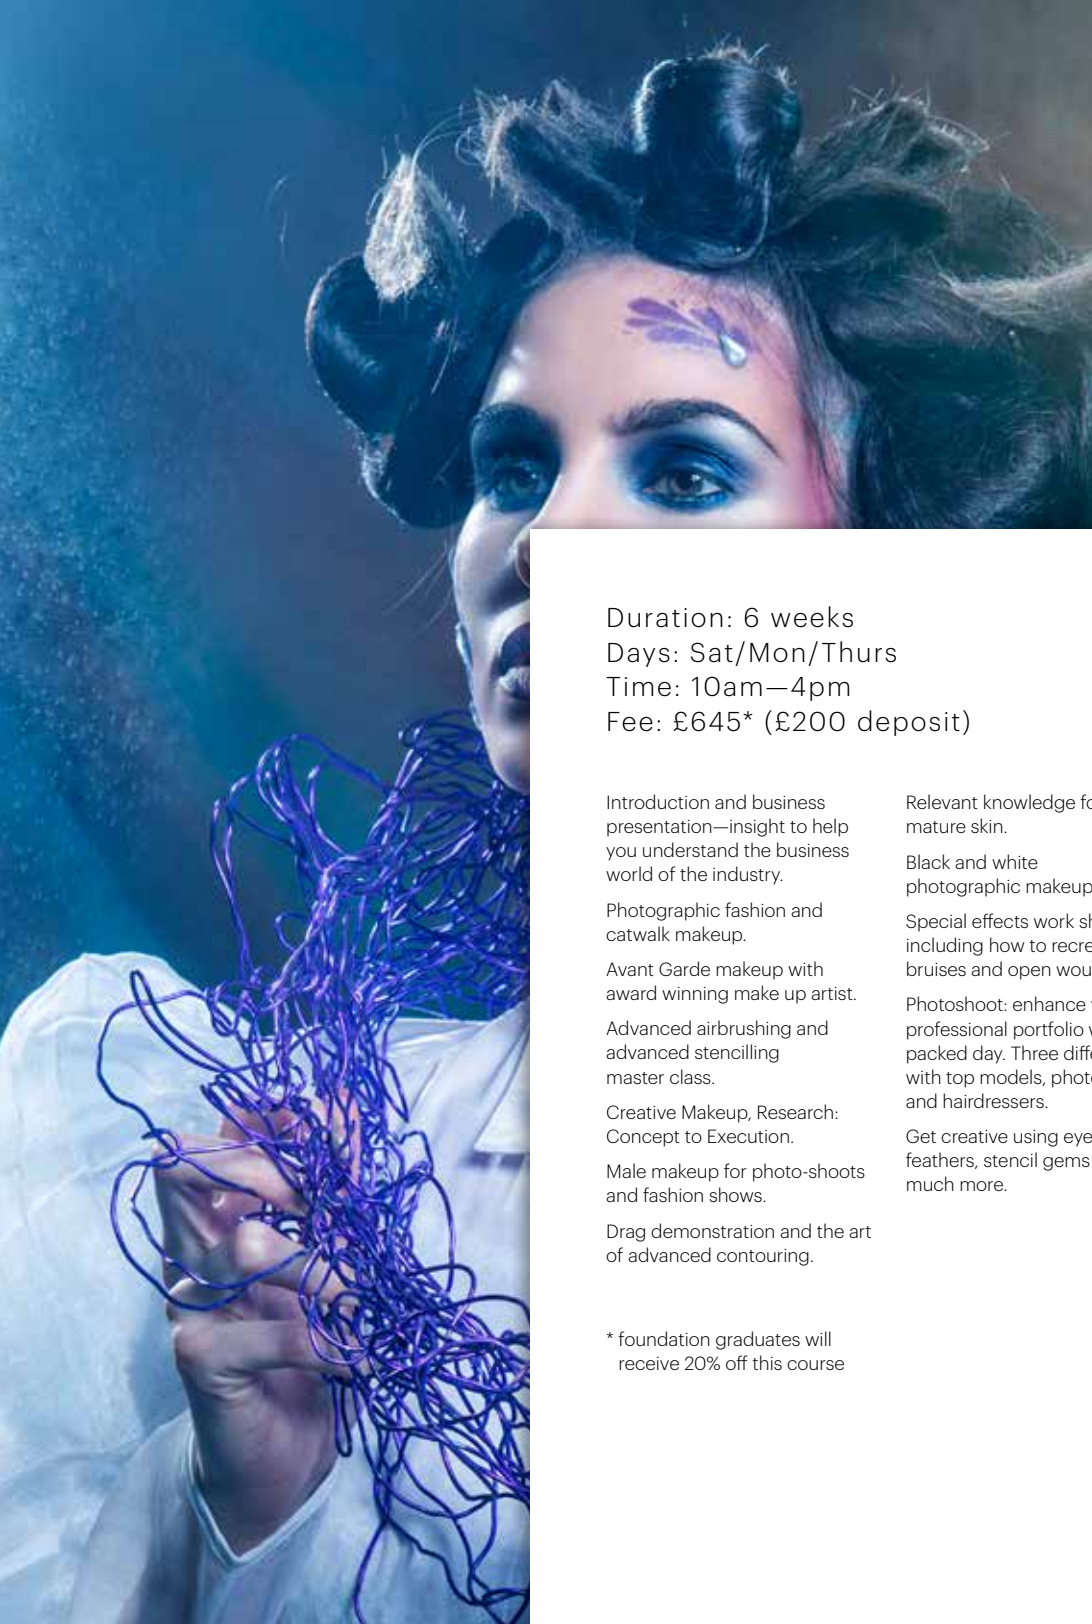 Duration: 6 weeks
Days: Sat/Mon/Thurs
Time: 10am—4pm
Fee: £645* (£200 deposit)
Introduction and business
presentation—insight to help
you understand the business
world of the industry.
Photographic fashion and
catwalk makeup.
Avant Garde makeup with
award winning make up artist.
Advanced airbrushing and
advanced stencilling
master class.
Creative Makeup, Research:
Concept to Execution.
Male makeup for photo-shoots
and fashion shows.
Drag demonstration and the art
of advanced contouring.
* foundation graduates will
receive 20% off this course
Relevant knowledge
mature skin.
Black and white
photographic makeup
Special effects work
including how to
bruises and open
Photoshoot: enhance
professional portfolio
packed day. Three
with top models,
and hairdressers.
Get creative using
feathers, stencil gems
much more.